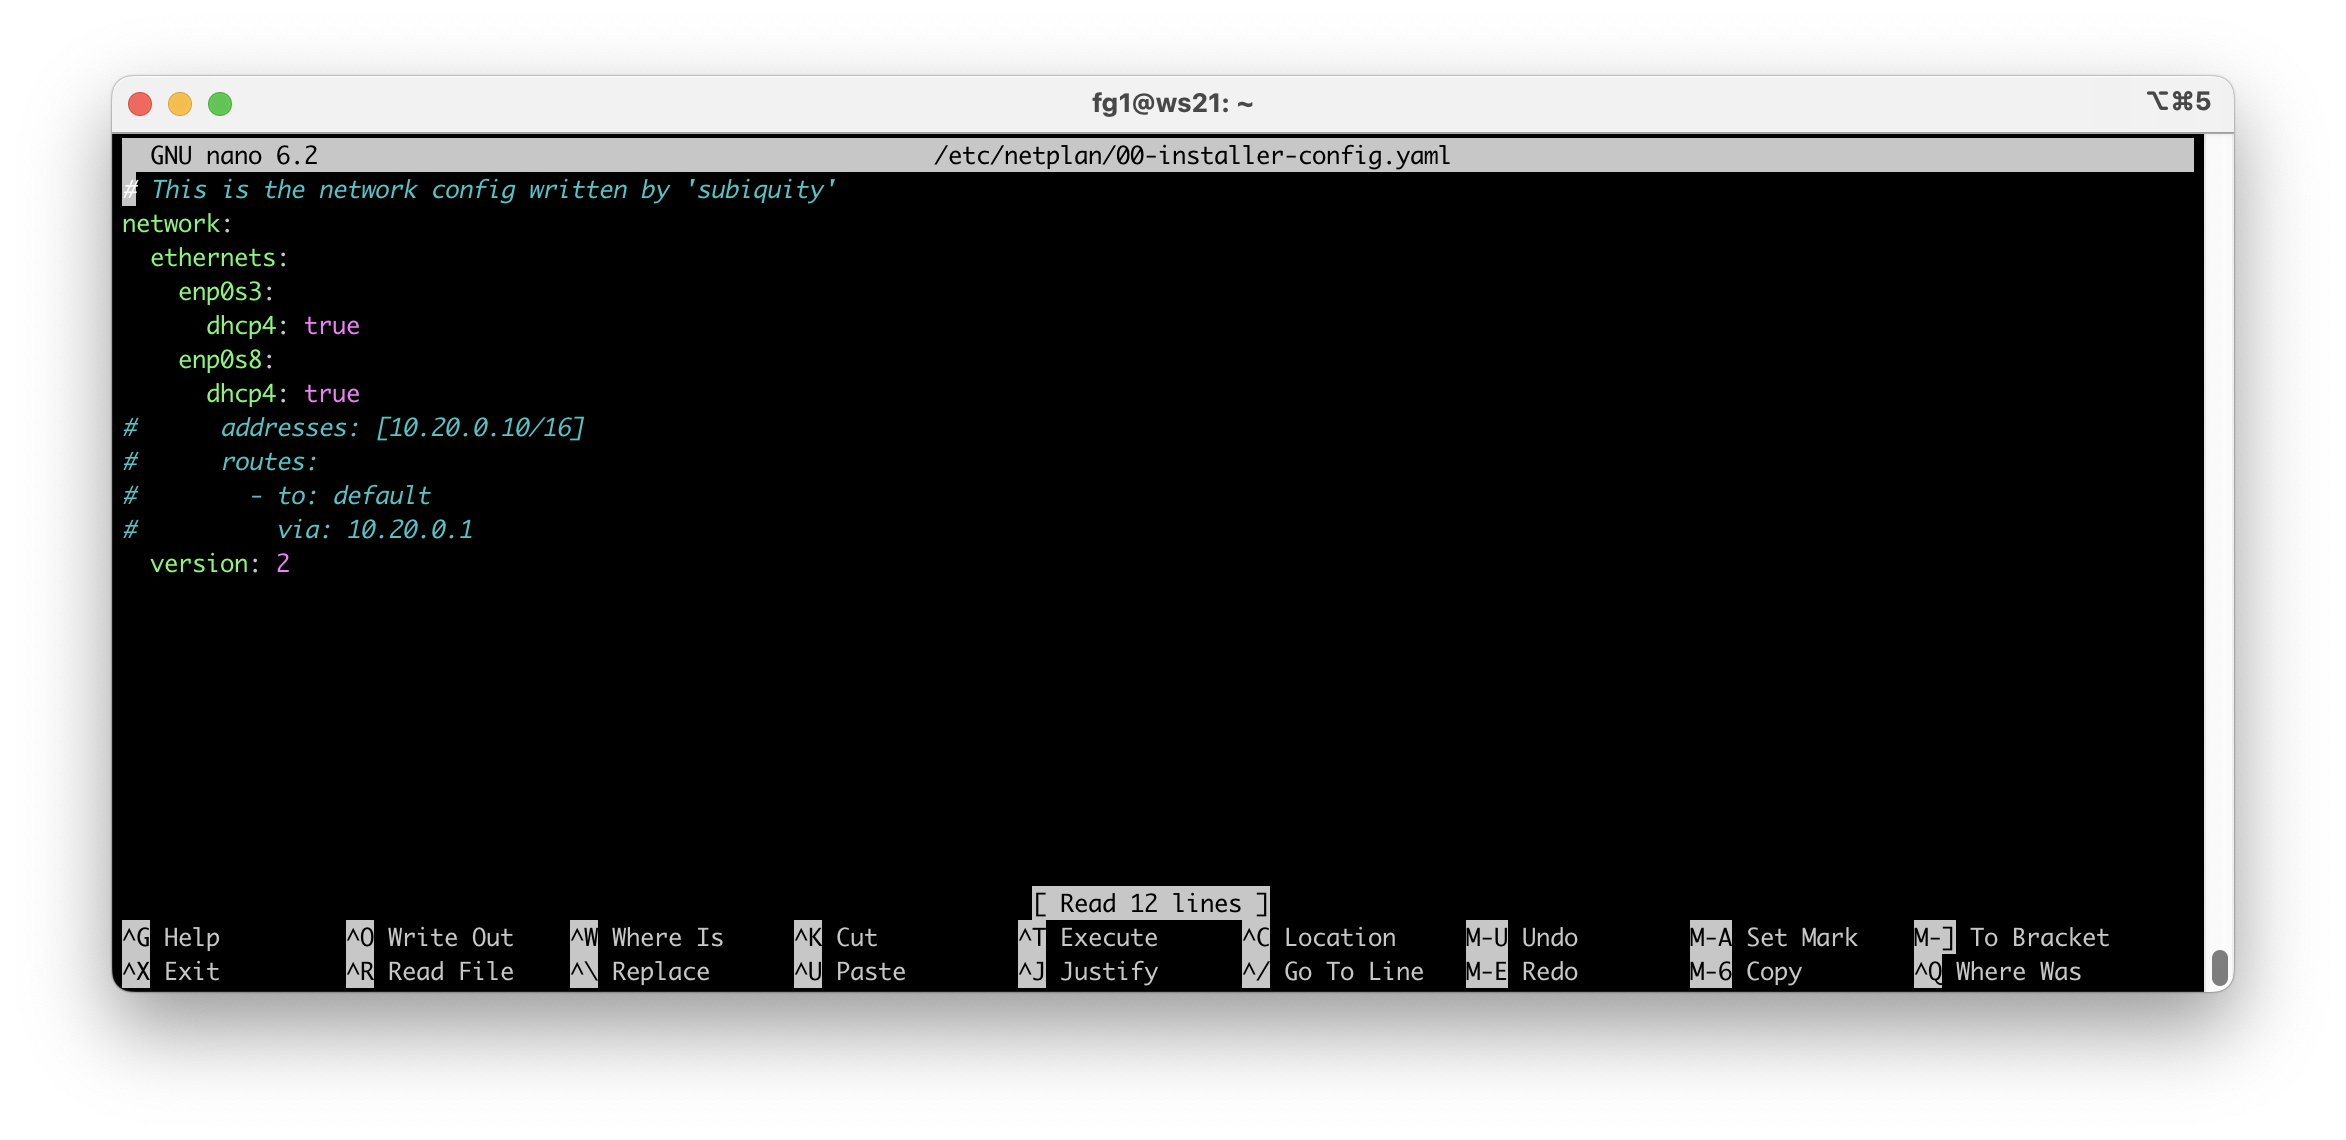 fg1@ws21: ~
⌥⌘5
GNU nano 6.2 /etc/netplan/00-installer-config.yaml
# This is the network config written by 'subiquity'
network:
  ethernets:
    enp0s3:
      dhcp4: true
    enp0s8:
      dhcp4: true
#      addresses: [10.20.0.10/16]
#      routes:
#        - to: default
#          via: 10.20.0.1
  version: 2
[ Read 12 lines ]
^G Help ^O Write Out ^W Where Is ^K Cut ^T Execute ^C Location M-U Undo M-A Set Mark M-] To Bracket
^X Exit ^R Read File ^\ Replace ^U Paste ^J Justify ^/ Go To Line M-E Redo M-6 Copy ^Q Where Was